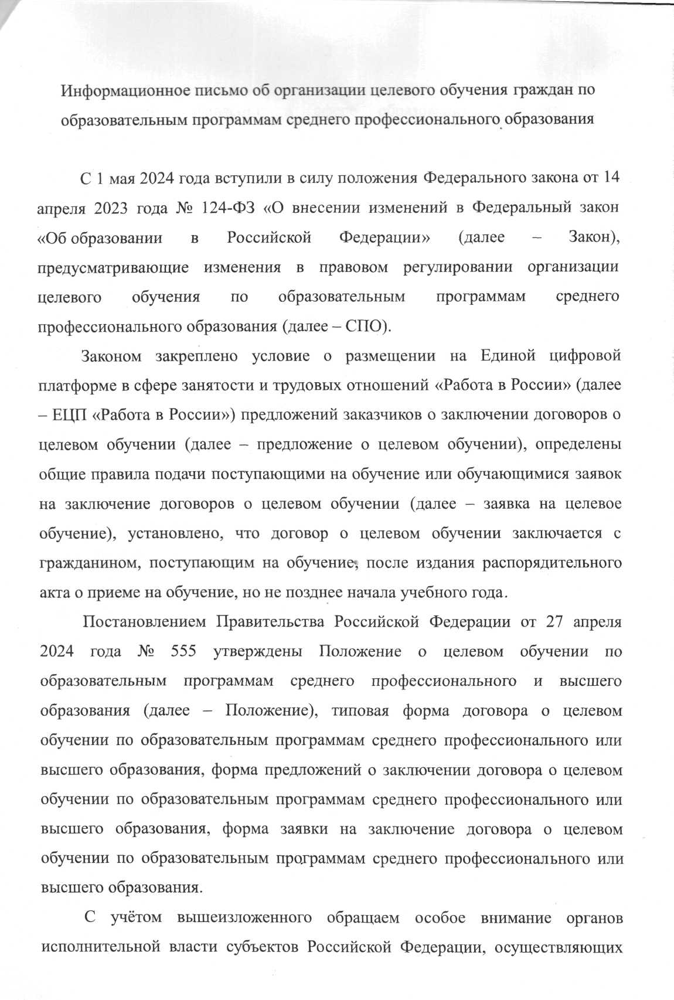 Информационное письмо об организации целевого обучения граждан по
образовательным программам среднего профессионального образования
С 1 мая 2024 года вступили в силу положения Федерального закона от 14
апреля 2023 года № 124-ФЗ «О внесении изменений в Федеральный закон
«Об образовании в Российской Федерации» (далее – Закон),
предусматривающие изменения в правовом регулировании организации
целевого обучения по образовательным программам среднего
профессионального образования (далее – СПО).
Законом закреплено условие о размещении на Единой цифровой
платформе в сфере занятости и трудовых отношений «Работа в России» (далее
– ЕЦП «Работа в России») предложений заказчиков о заключении договоров о
целевом обучении (далее – предложение о целевом обучении), определены
общие правила подачи поступающими на обучение или обучающимися заявок
на заключение договоров о целевом обучении (далее – заявка на целевое
обучение), установлено, что договор о целевом обучении заключается с
гражданином, поступающим на обучение, после издания распорядительного
акта о приеме на обучение, но не позднее начала учебного года.
Постановлением Правительства Российской Федерации от 27 апреля
2024 года № 555 утверждены Положение о целевом обучении по
образовательным программам среднего профессионального и высшего
образования (далее – Положение), типовая форма договора о целевом
обучении по образовательным программам среднего профессионального или
высшего образования, форма предложений о заключении договора о целевом
обучении по образовательным программам среднего профессионального или
высшего образования, форма заявки на заключение договора о целевом
обучении по образовательным программам среднего профессионального или
высшего образования.
С учётом вышеизложенного обращаем особое внимание органов
исполнительной власти субъектов Российской Федерации, осуществляющих